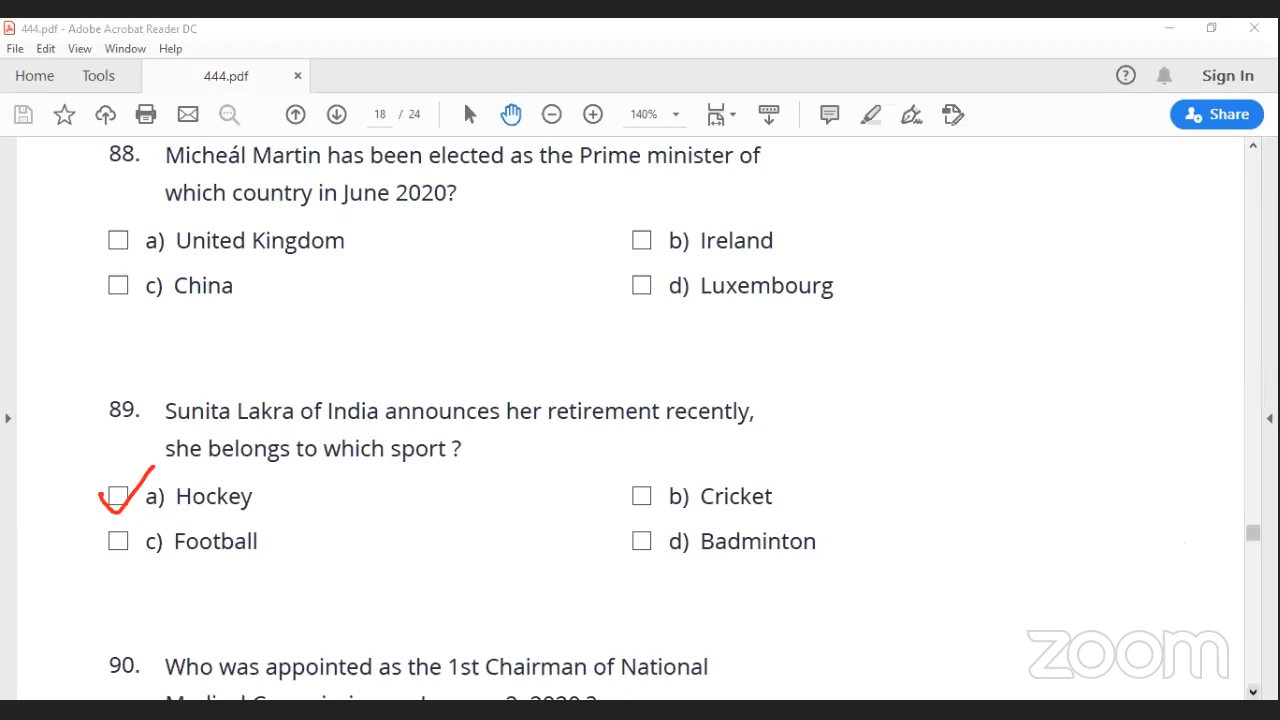 444.pdf - Adobe Acrobat Reader DC
File Edit View Window Help
Home Tools 444.pdf × Sign In
18 / 24 140% Share
88. Micheál Martin has been elected as the Prime minister of
which country in June 2020?
a) United Kingdom b) Ireland
c) China d) Luxembourg
89. Sunita Lakra of India announces her retirement recently,
she belongs to which sport ?
a) Hockey b) Cricket
c) Football d) Badminton
90. Who was appointed as the 1st Chairman of National
zoom